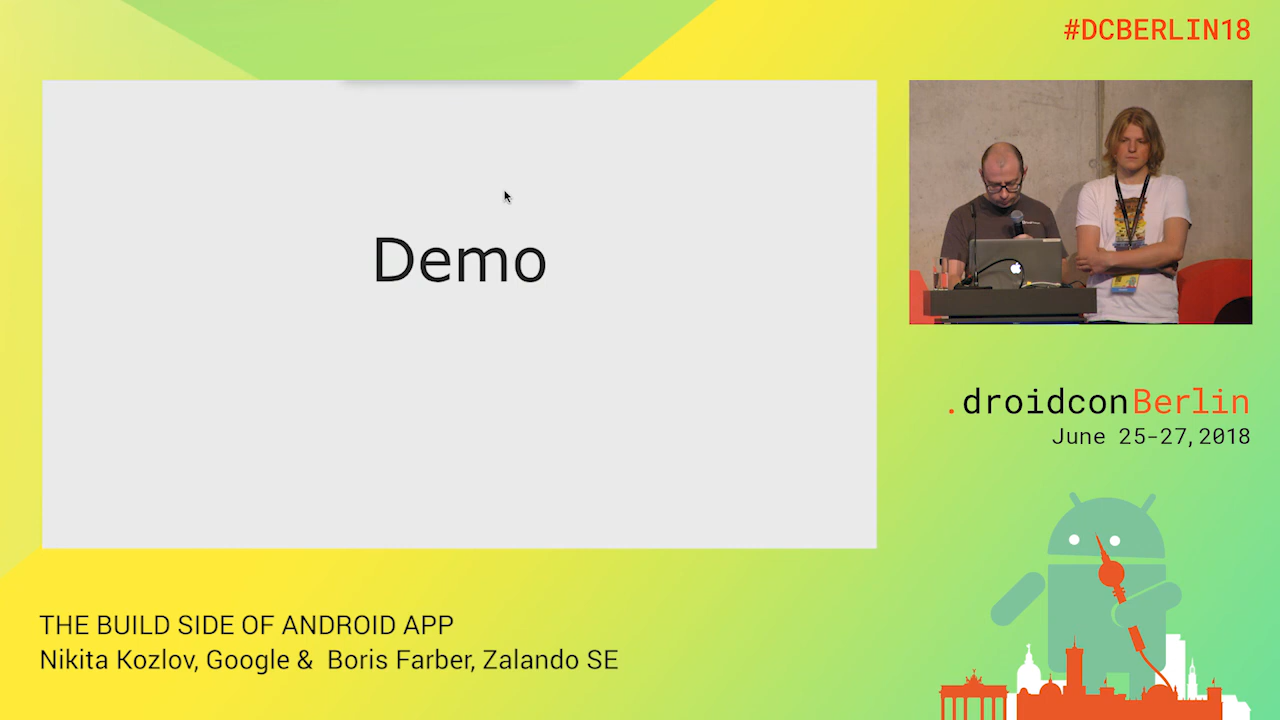 #DCBERLIN18
Demo
.droidconBerlin
June 25-27, 2018
THE BUILD SIDE OF ANDROID APP
Nikita Kozlov, Google & Boris Farber, Zalando SE